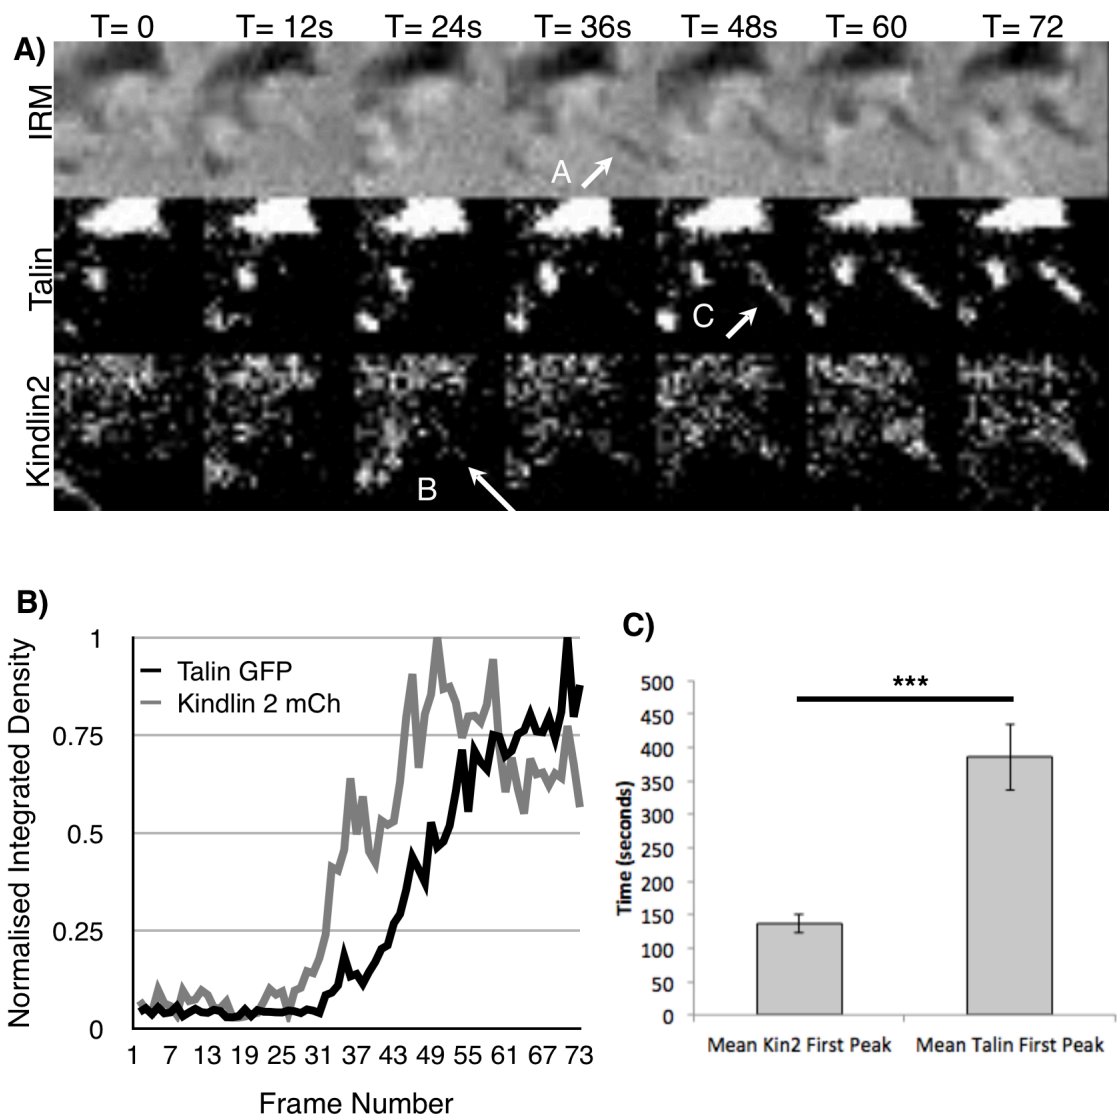 T= 0 T= 12s T= 24s T= 36s T= 48s T= 60 T= 72
A)
IRM
A
Talin
C
Kindlin2
B
B)
Normalised Integrated Density
1
0.75
0.5
0.25
0
Talin GFP
Kindlin 2 mCh
1 7 13 19 25 31 37 43 49 55 61 67 73
Frame Number
C)
***
Time (seconds)
500
450
400
350
300
250
200
150
100
50
0
Mean Kin2 First Peak Mean Talin First Peak